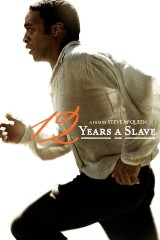 A FILM BY STEVE McQUEEN
12 YEARS A SLAVE